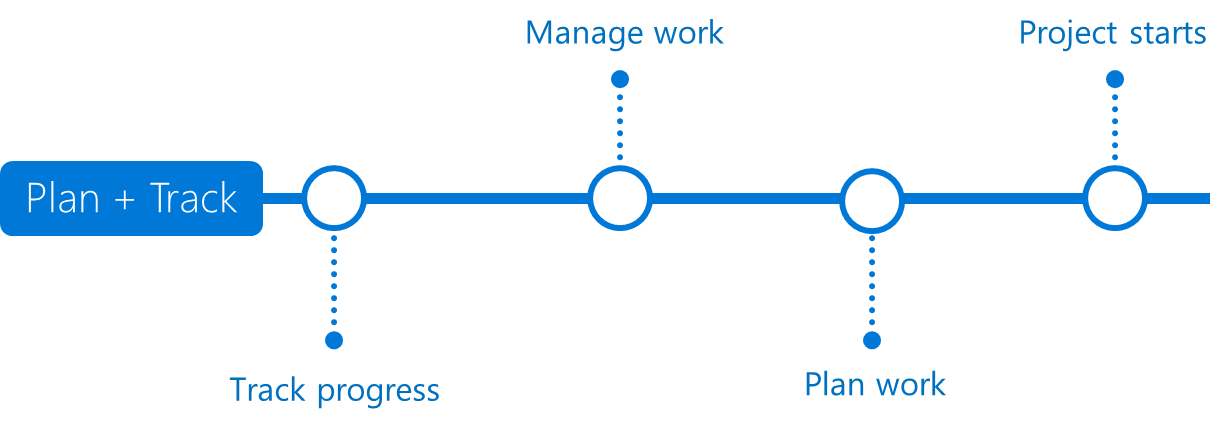 Manage work
Project starts
Plan + Track
Track progress
Plan work